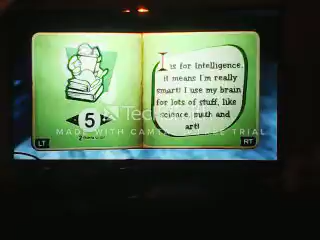 I is for Intelligence,
it means I'm really
smart! I use my brain
for lots of stuff, like
science, math and
art!
5
LT
RT
MADE WITH CAMTASIA FREE TRIAL